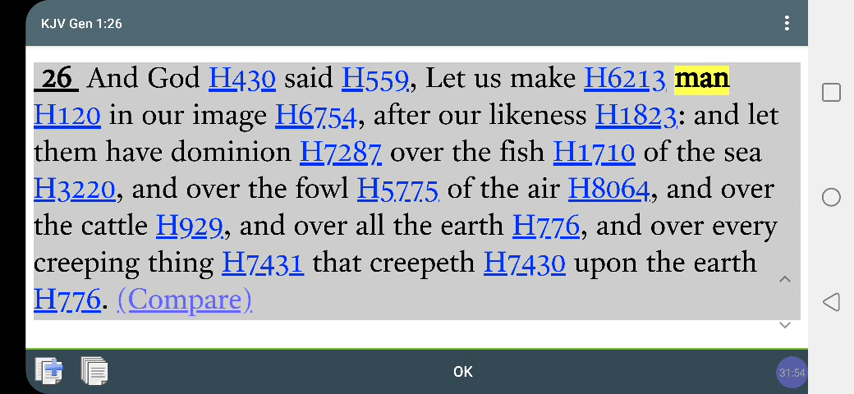 KJV Gen 1:26
26 And God H430 said H559, Let us make H6213 man
H120 in our image H6754, after our likeness H1823: and let
them have dominion H7287 over the fish H1710 of the sea
H3220, and over the fowl H5775 of the air H8064, and over
the cattle H929, and over all the earth H776, and over every
creeping thing H7431 that creepeth H7430 upon the earth
H776. (Compare)
OK
31:54